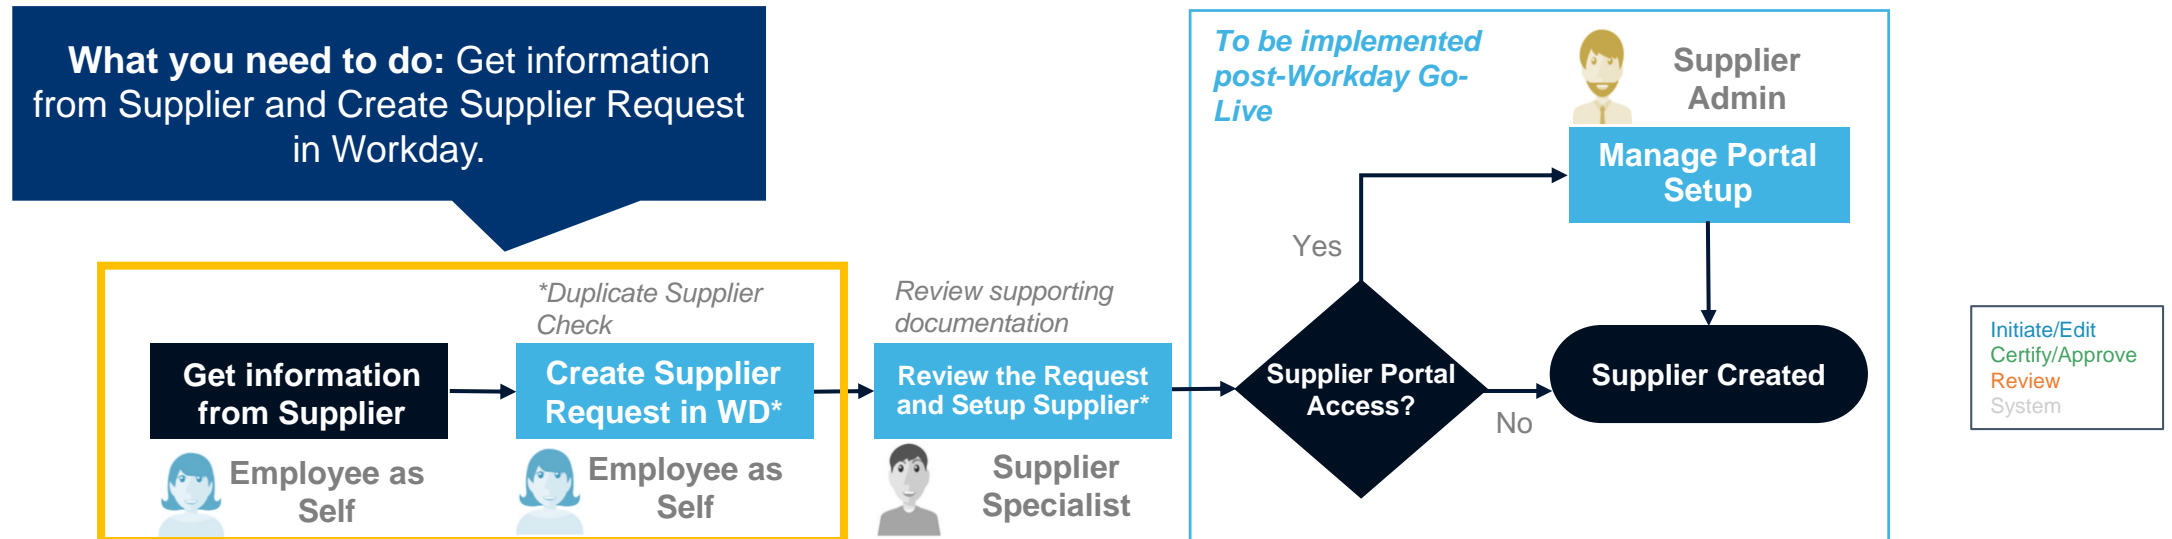 What you need to do: Get information
from Supplier and Create Supplier Request
in Workday.
To be implemented
post-Workday Go-
Live
Supplier
Admin
Manage Portal
Setup
Yes
*Duplicate Supplier
Check
Review supporting
documentation
Get information
from Supplier
Create Supplier
Request in WD*
Review the Request
and Setup Supplier*
Supplier Portal
Access?
No
Supplier Created
Employee as
Self
Employee as
Self
Supplier
Specialist
Initiate/Edit
Certify/Approve
Review
System